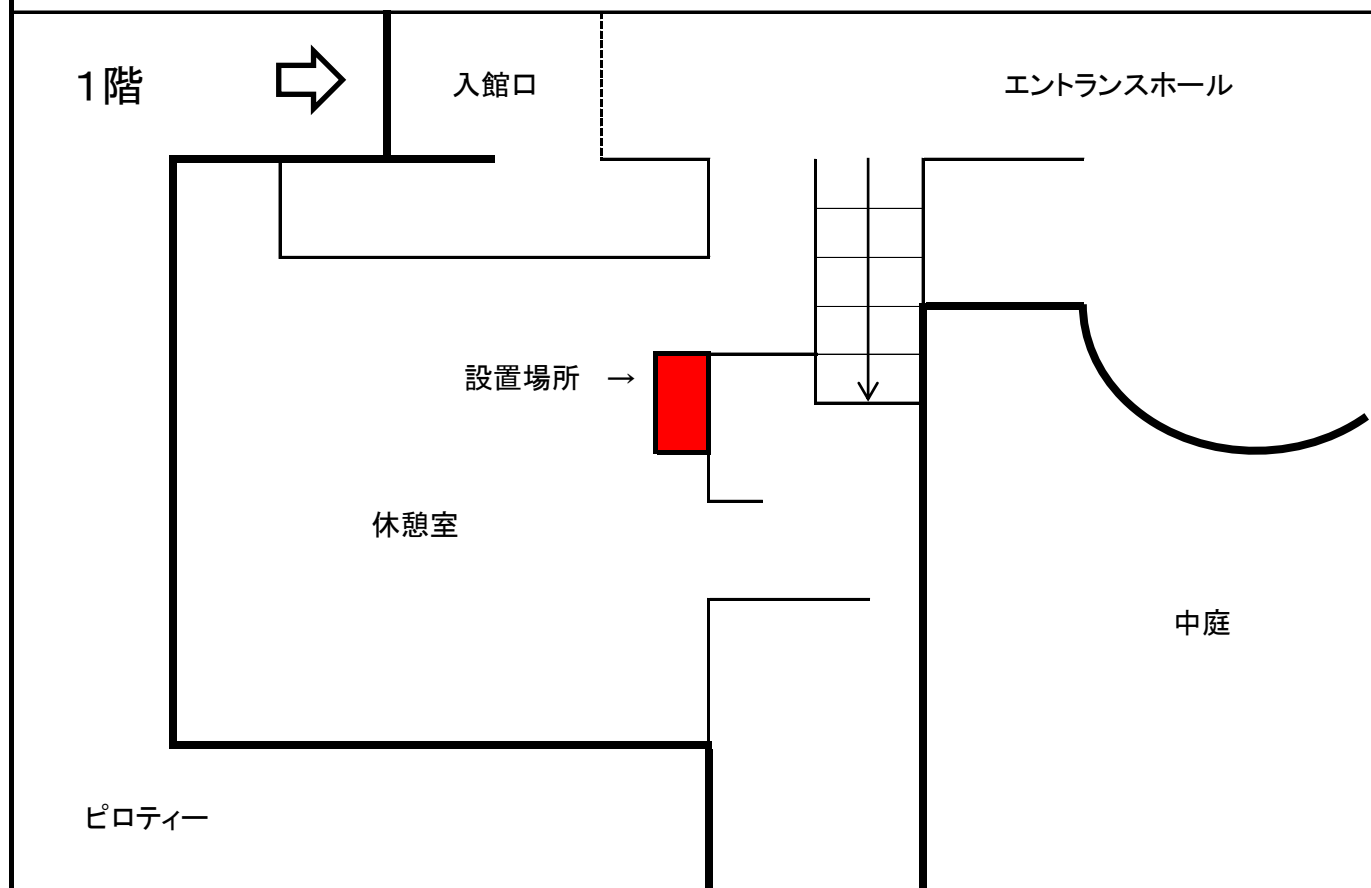 1階
入館口
エントランスホール
設置場所 →
休憩室
中庭
ピロティー